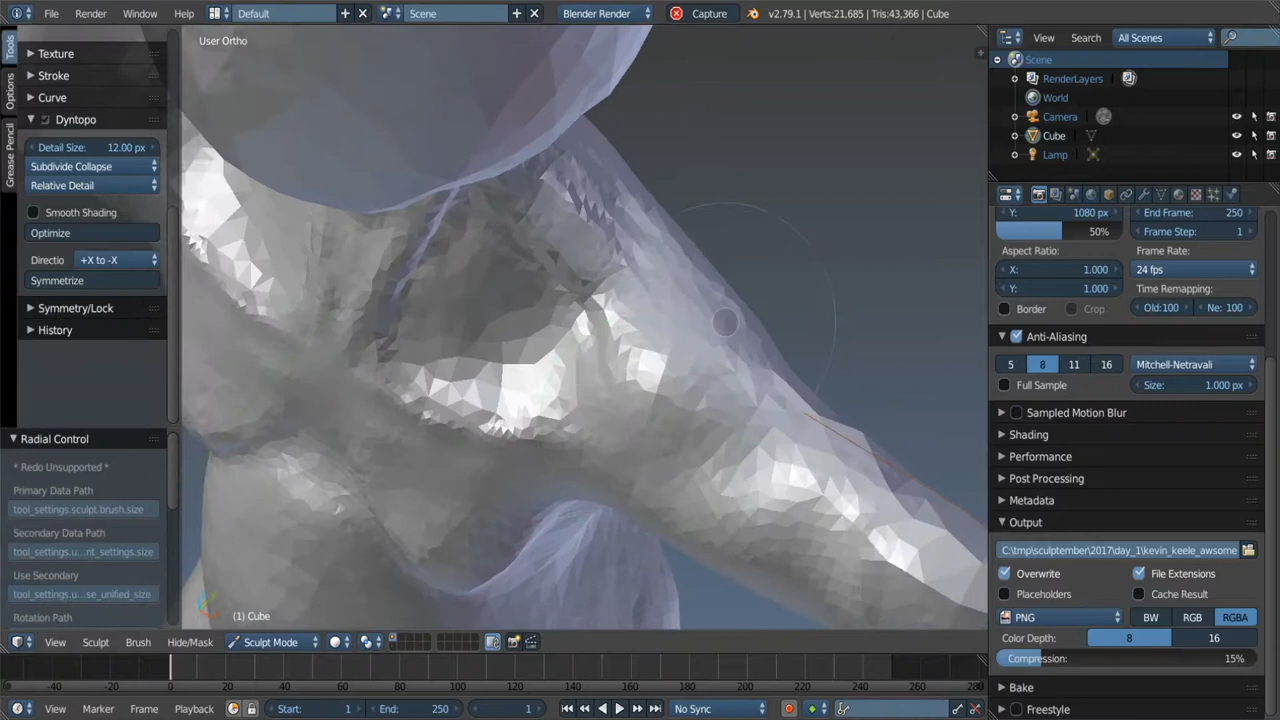 File Render Window Help Default Scene Blender Render Capture v2.79.1 | Verts:21,685 | Tris:43,366 | Cube
Tools
Options
Grease Pencil
Texture
Stroke
Curve
Dyntopo
Detail Size: 12.00 px
Subdivide Collapse
Relative Detail
Smooth Shading
Optimize
Directio +X to -X
Symmetrize
Symmetry/Lock
History
Radial Control
* Redo Unsupported *
Primary Data Path
tool_settings.sculpt.brush.size
Secondary Data Path
tool_settings.u...nt_settings.size
Use Secondary
tool_settings.u...se_unified_size
Rotation Path
User Ortho
(1) Cube
View Search All Scenes
Scene
RenderLayers
World
Camera
Cube
Lamp
Y: 1080 px
50%
Aspect Ratio:
X: 1.000
Y: 1.000
Border Crop
End Frame: 250
Frame Step: 1
Frame Rate:
24 fps
Time Remapping:
Old:100 Ne: 100
Anti-Aliasing
5 8 11 16 Mitchell-Netravali
Full Sample Size: 1.000 px
Sampled Motion Blur
Shading
Performance
Post Processing
Metadata
Output
C:\tmp\sculptember\2017\day_1\kevin_keele_awsome
Overwrite File Extensions
Placeholders Cache Result
PNG BW RGB RGBA
Color Depth: 8 16
Compression: 15%
Bake
Freestyle
View Sculpt Brush Hide/Mask Sculpt Mode
-40 -20 0 20 40 60 80 100 120 140 160 180 200 220 240 260 280
View Marker Frame Playback Start: 1 End: 250 1 No Sync